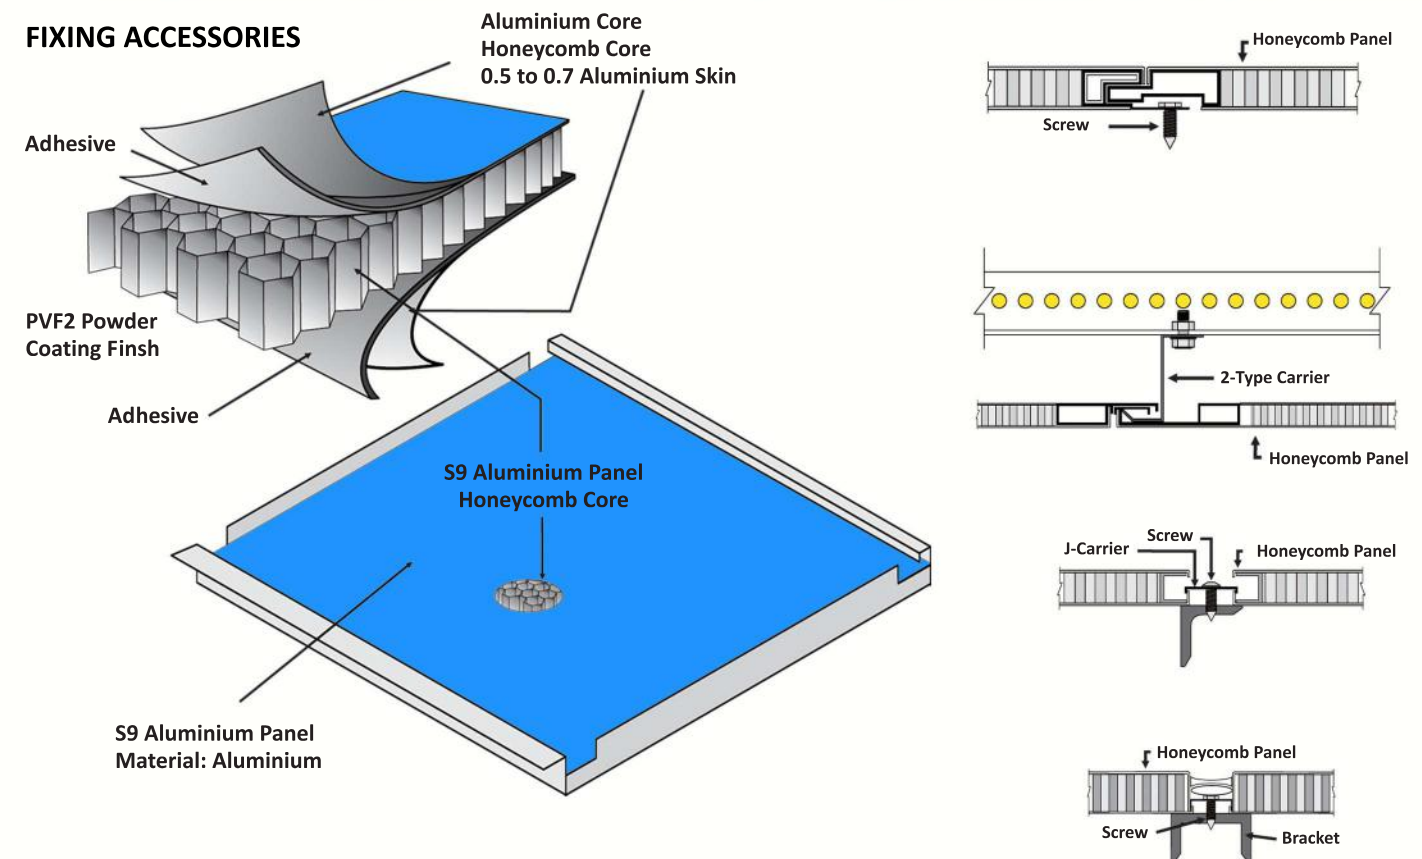 FIXING ACCESSORIES
Aluminium Core
Honeycomb Core
0.5 to 0.7 Aluminium Skin
Adhesive
PVF2 Powder
Coating Finsh
Adhesive
S9 Aluminium Panel
Honeycomb Core
S9 Aluminium Panel
Material: Aluminium
Honeycomb Panel
Screw
2-Type Carrier
Honeycomb Panel
Screw
J-Carrier
Honeycomb Panel
Honeycomb Panel
Screw
Bracket